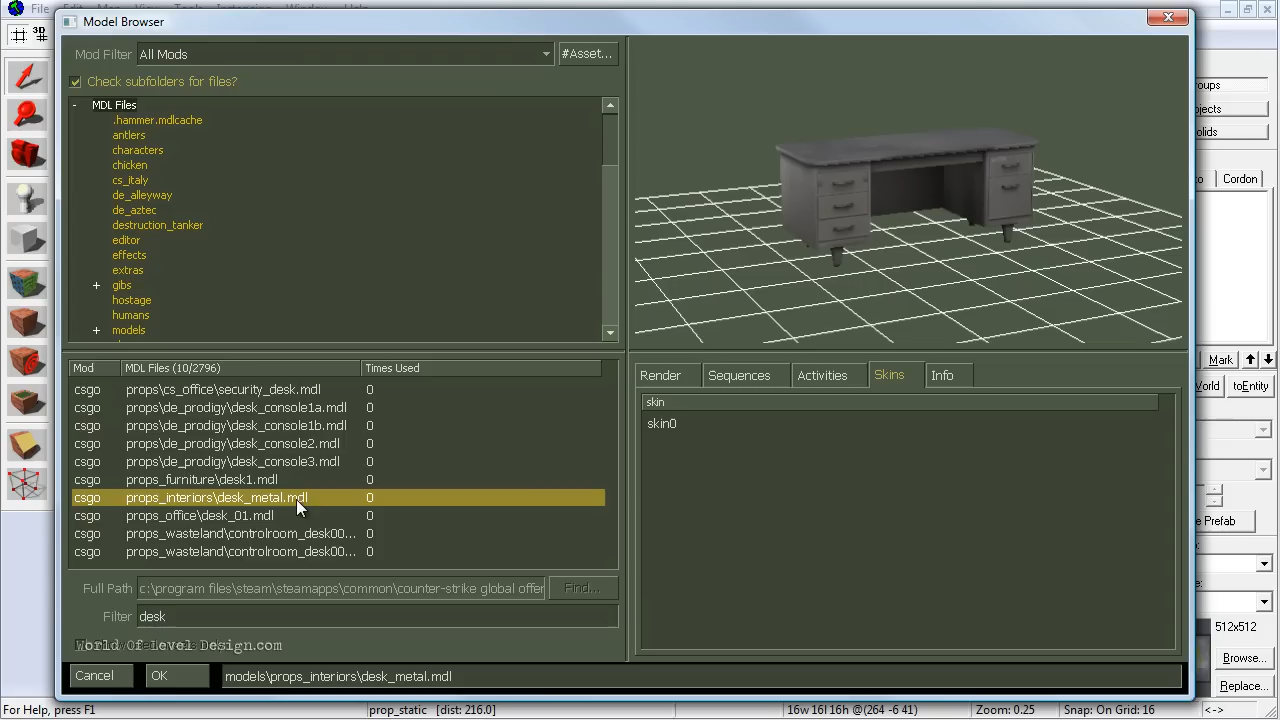 File
Model Browser
3D
Mod Filter All Mods #Asset...
Check subfolders for files?
MDL Files
.hammer.mdlcache
antlers
characters
chicken
cs_italy
de_alleyway
de_aztec
destruction_tanker
editor
effects
extras
gibs
hostage
humans
models
oups
jects
olids
Cordon
Mod MDL Files (10/2796) Times Used
csgo props\cs_office\security_desk.mdl 0
csgo props\de_prodigy\desk_console1a.mdl 0
csgo props\de_prodigy\desk_console1b.mdl 0
csgo props\de_prodigy\desk_console2.mdl 0
csgo props\de_prodigy\desk_console3.mdl 0
csgo props_furniture\desk1.mdl 0
csgo props_interiors\desk_metal.mdl 0
csgo props_office\desk_01.mdl 0
csgo props_wasteland\controlroom_desk00... 0
csgo props_wasteland\controlroom_desk00... 0
Render Sequences Activities Skins Info
skin
skin0
Mark
/orld toEntity
e Prefab
Full Path c:\program files\steam\steamapps\common\counter-strike global offer Find...
Filter desk
World Of Level Design.com
512x512
Browse...
Replace...
Cancel OK models\props_interiors\desk_metal.mdl
For Help, press F1 prop_static [dist: 216.0] 16w 16l 16h @(264 -6 41) Zoom: 0.25 Snap: On Grid: 16 <->